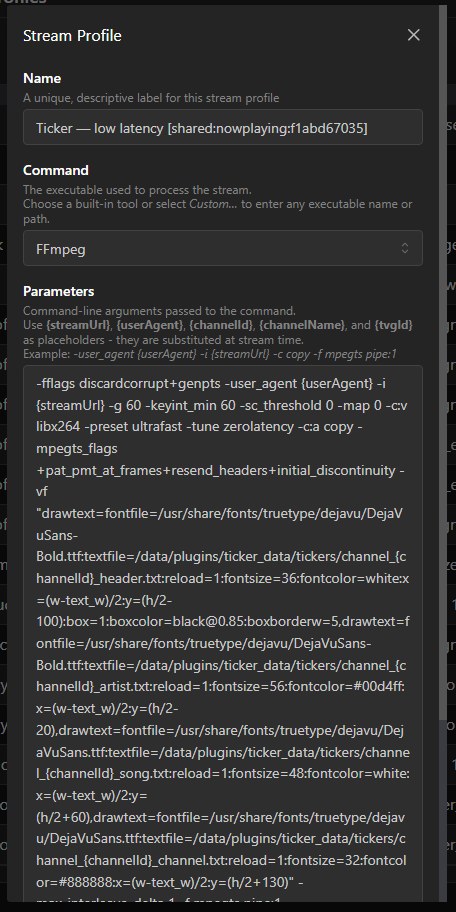 Stream Profile
Name
A unique, descriptive label for this stream profile
Ticker — low latency [shared:nowplaying:f1abd67035]
Command
The executable used to process the stream.
Choose a built-in tool or select Custom... to enter any executable name or
path.
FFmpeg
Parameters
Command-line arguments passed to the command.
Use {streamUrl}, {userAgent}, {channelId}, {channelName}, and {tvgId}
as placeholders - they are substituted at stream time.
Example: -user_agent {userAgent} -i {streamUrl} -c copy -f mpegts pipe:1
-fflags discardcorrupt+genpts -user_agent {userAgent} -i
{streamUrl} -g 60 -keyint_min 60 -sc_threshold 0 -map 0 -c:v
libx264 -preset ultrafast -tune zerolatency -c:a copy -
mpegts_flags
+pat_pmt_at_frames+resend_headers+initial_discontinuity -
vf
"drawtext=fontfile=/usr/share/fonts/truetype/dejavu/DejaV
uSans-
Bold.ttf:textfile=/data/plugins/ticker_data/tickers/channel_{c
hannelId}_header.txt:reload=1:fontsize=36:fontcolor=white:x
=(w-text_w)/2:y=(h/2-
100):box=1:boxcolor=black@0.85:boxborderw=5,drawtext=f
ontfile=/usr/share/fonts/truetype/dejavu/DejaVuSans-
Bold.ttf:textfile=/data/plugins/ticker_data/tickers/channel_{c
hannelId}_artist.txt:reload=1:fontsize=56:fontcolor=#00d4ff:
x=(w-text_w)/2:y=(h/2-
20),drawtext=fontfile=/usr/share/fonts/truetype/dejavu/Dej
aVuSans.ttf:textfile=/data/plugins/ticker_data/tickers/channe
l_{channelId}_song.txt:reload=1:fontsize=48:fontcolor=white:
x=(w-text_w)/2:y=
(h/2+60),drawtext=fontfile=/usr/share/fonts/truetype/dejav
u/DejaVuSans.ttf:textfile=/data/plugins/ticker_data/tickers/c
hannel_{channelId}_channel.txt:reload=1:fontsize=32:fontcol
or=#888888:x=(w-text_w)/2:y=(h/2+130)" -